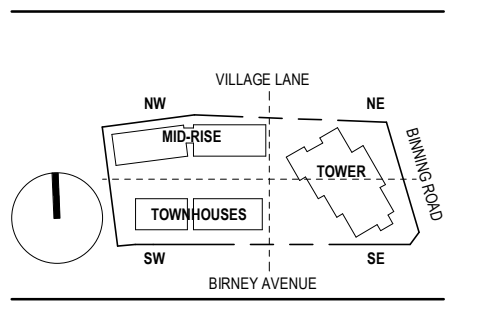 VILLAGE LANE
NW
NE
MID-RISE
BINNING ROAD
TOWER
TOWNHOUSES
SW
SE
BIRNEY AVENUE